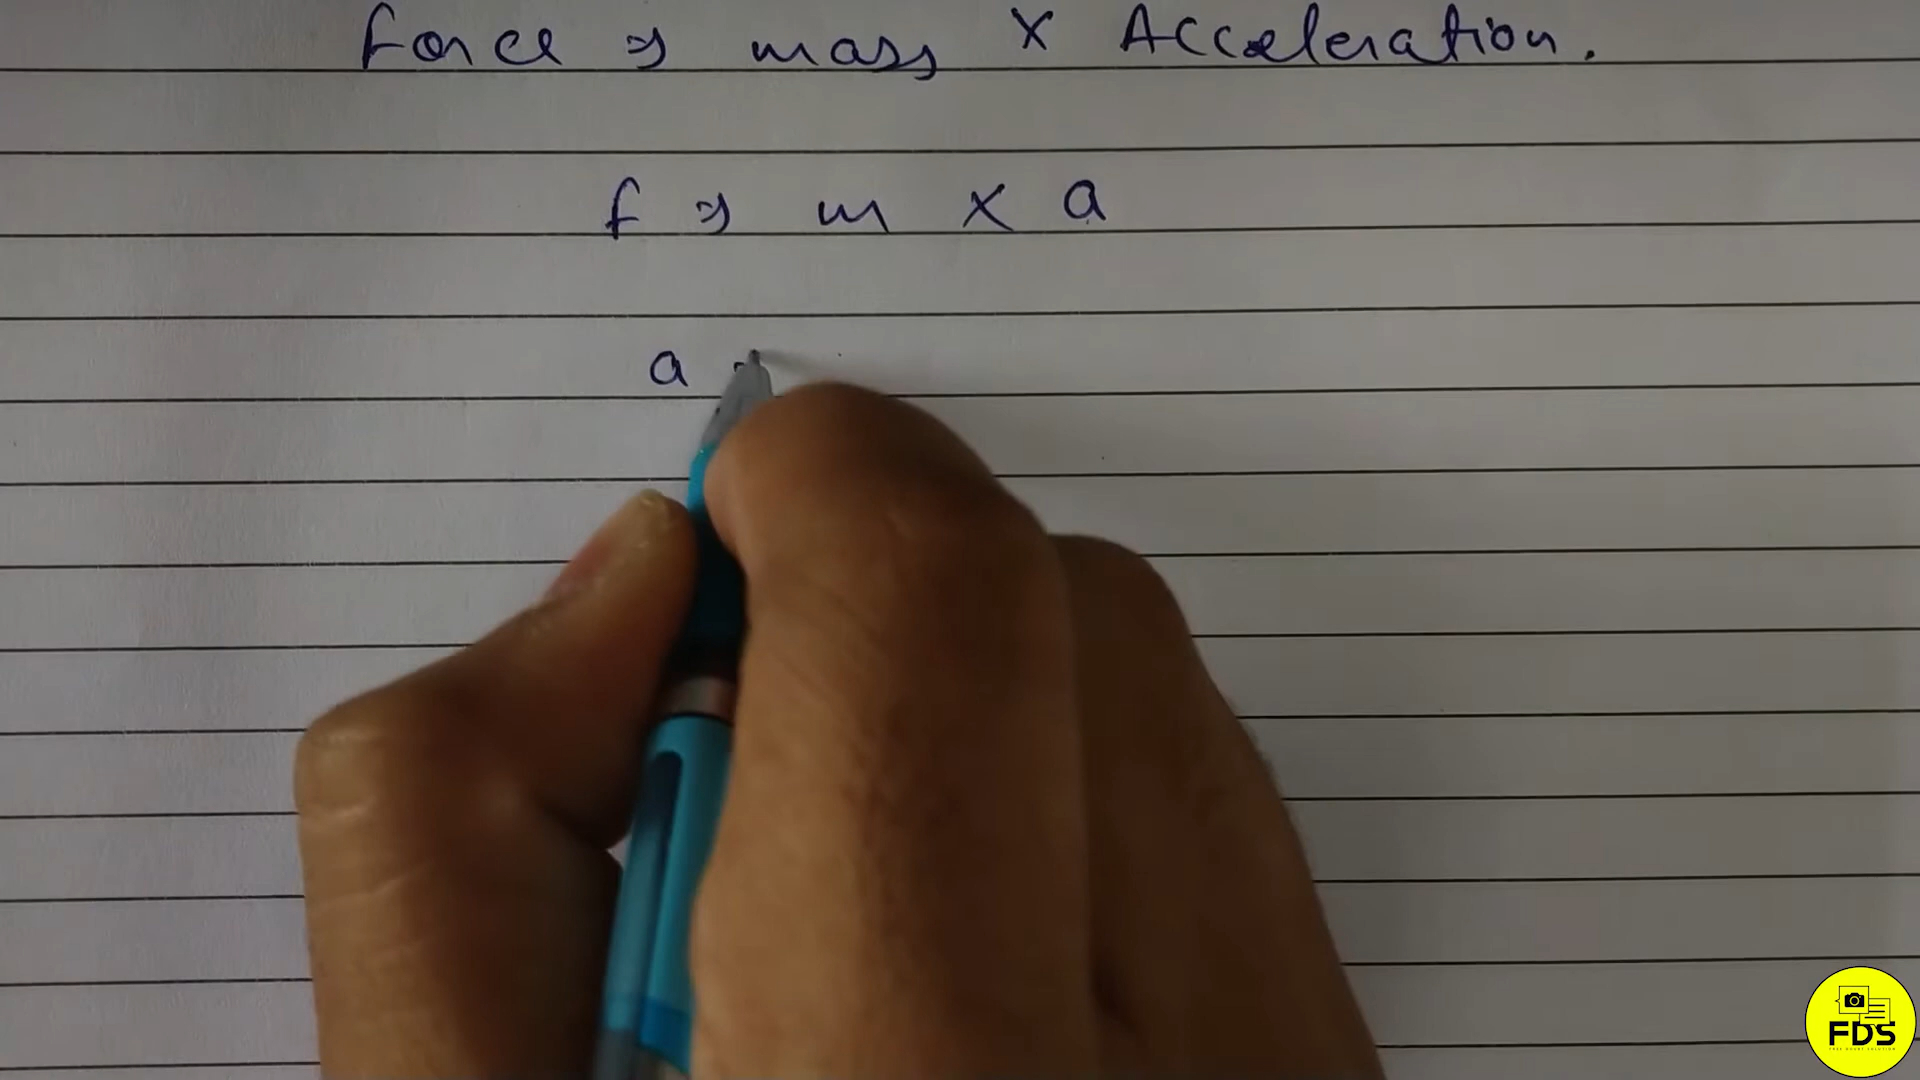 Force => mass X Acceleration.
f => m X a
a
FDS